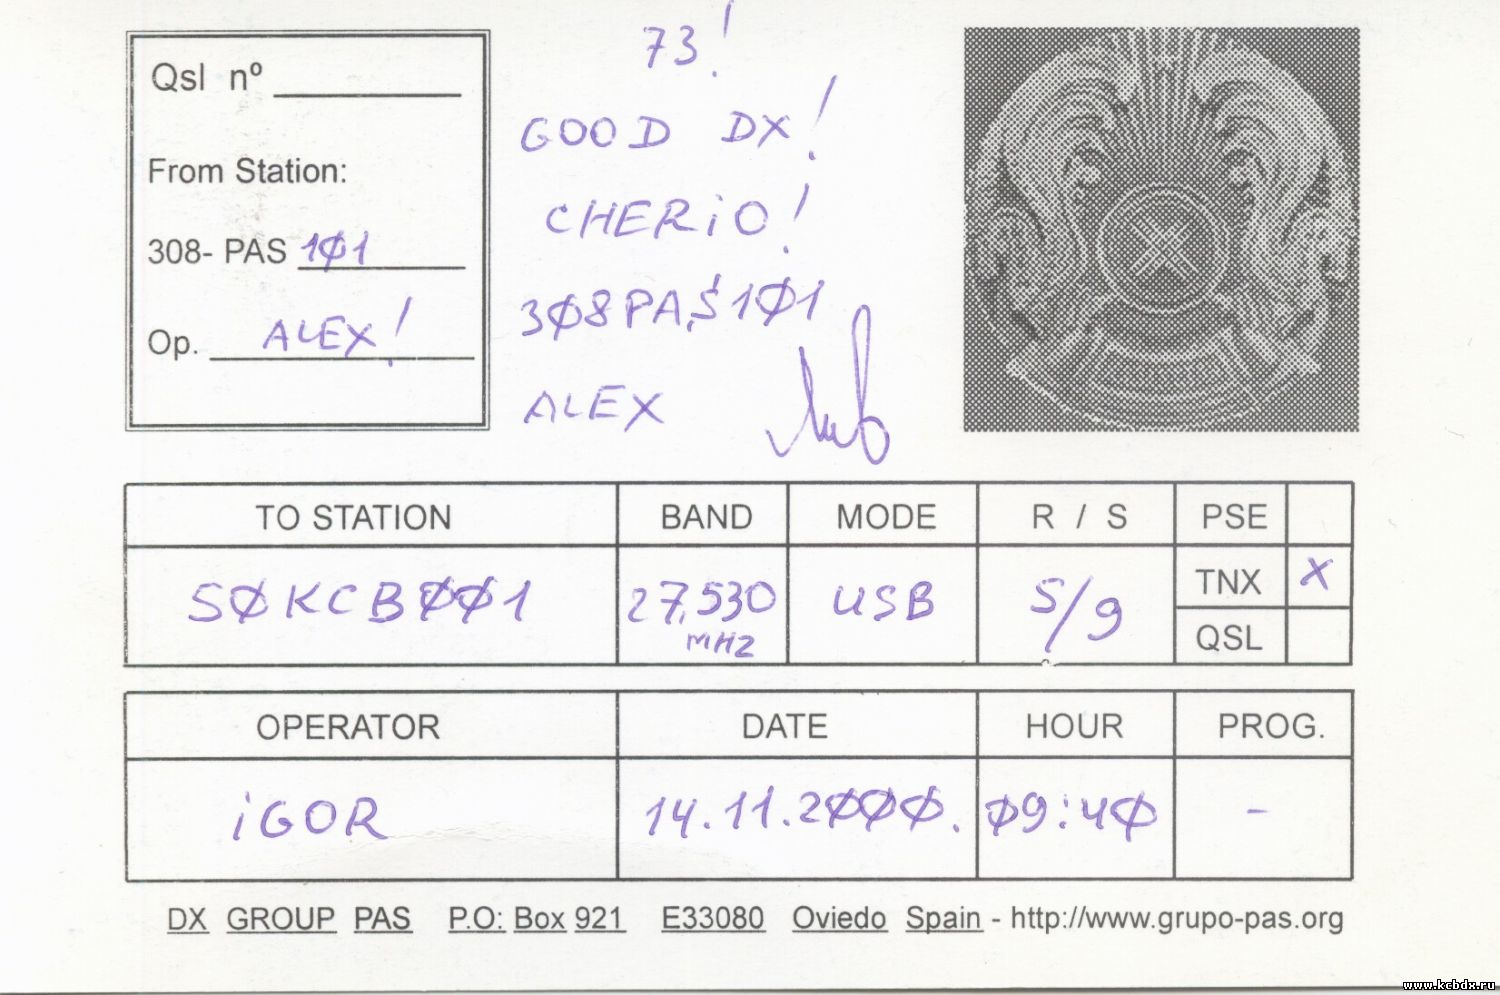 Qsl nº
From Station:
308- PAS 1Ø1
Op. ALEX!
73!
GOOD DX!
CHERiO!
3Ø8PAS1Ø1
ALEX
TO STATION BAND MODE R / S PSE
SØKCBØØ1 27,530 MHZ USB 5/9 TNX X
QSL
OPERATOR DATE HOUR PROG.
iGOR 14.11.2ØØØ. Ø9:4Ø -
DX GROUP PAS P.O: Box 921 E33080 Oviedo Spain - http://www.grupo-pas.org
www.kcbdx.ru